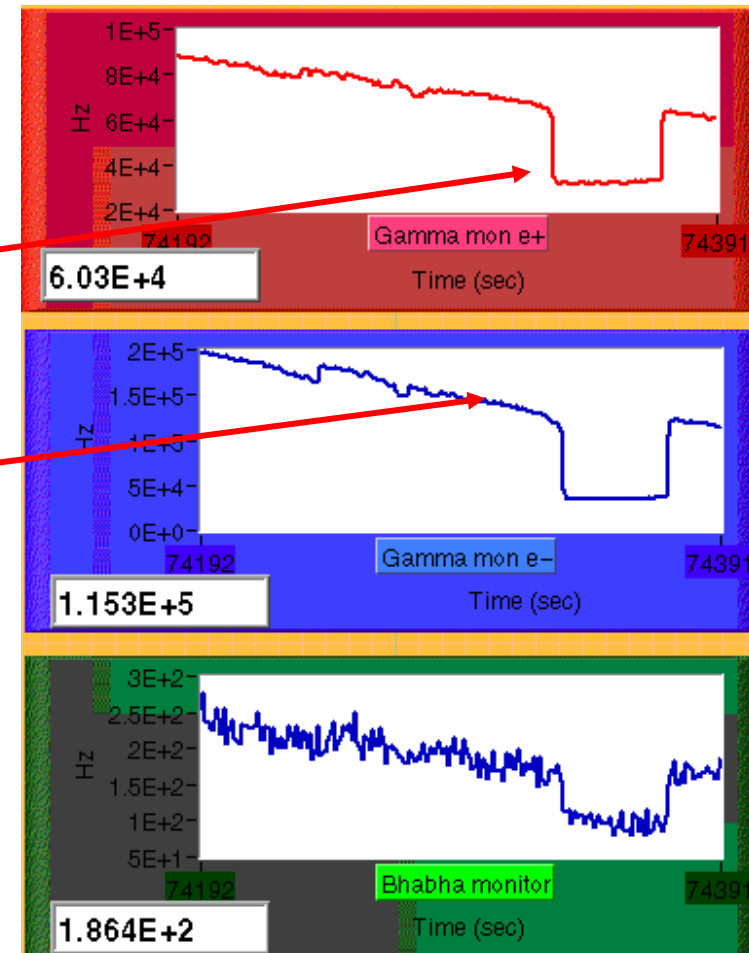 1E+5
8E+4
6E+4
4E+4
2E+4
Hz
74192
Gamma mon e+
74391
6.03E+4
Time (sec)
2E+5
1.5E+5
1E+5
5E+4
0E+0
Hz
74192
Gamma mon e−
74391
1.153E+5
Time (sec)
3E+2
2.5E+2
2E+2
1.5E+2
1E+2
5E+1
Hz
74192
Bhabha monitor
74391
1.864E+2
Time (sec)